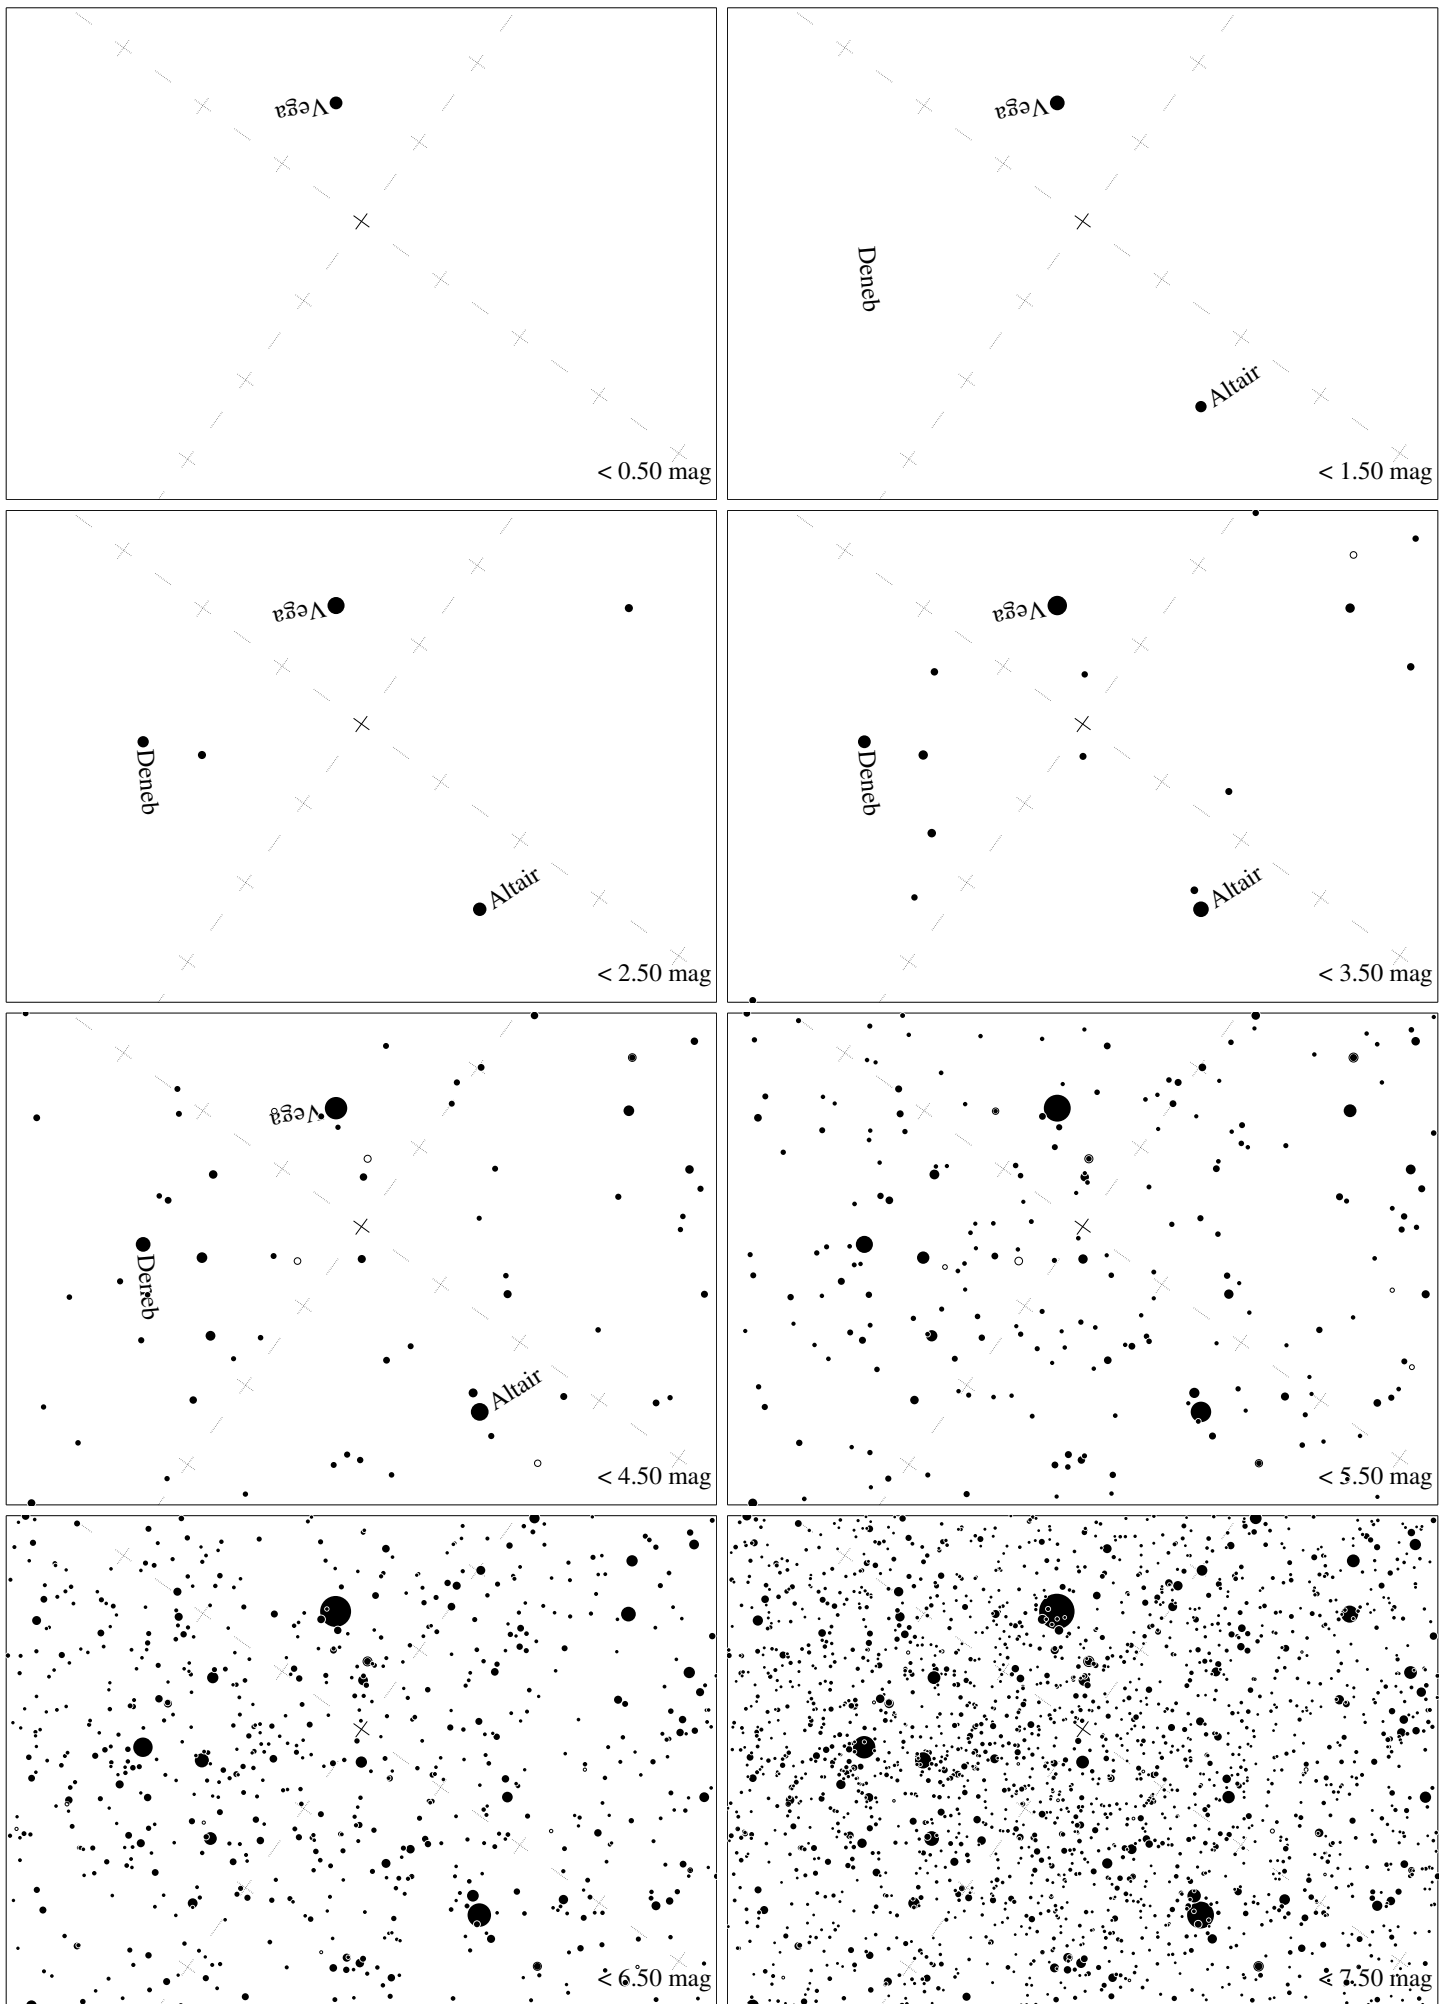 Vega
< 0.50 mag
Vega
Deneb
Altair
< 1.50 mag
Vega
Deneb
Altair
< 2.50 mag
Vega
Deneb
Altair
< 3.50 mag
Vega
Deneb
Altair
< 4.50 mag
< 5.50 mag
< 6.50 mag
< 7.50 mag